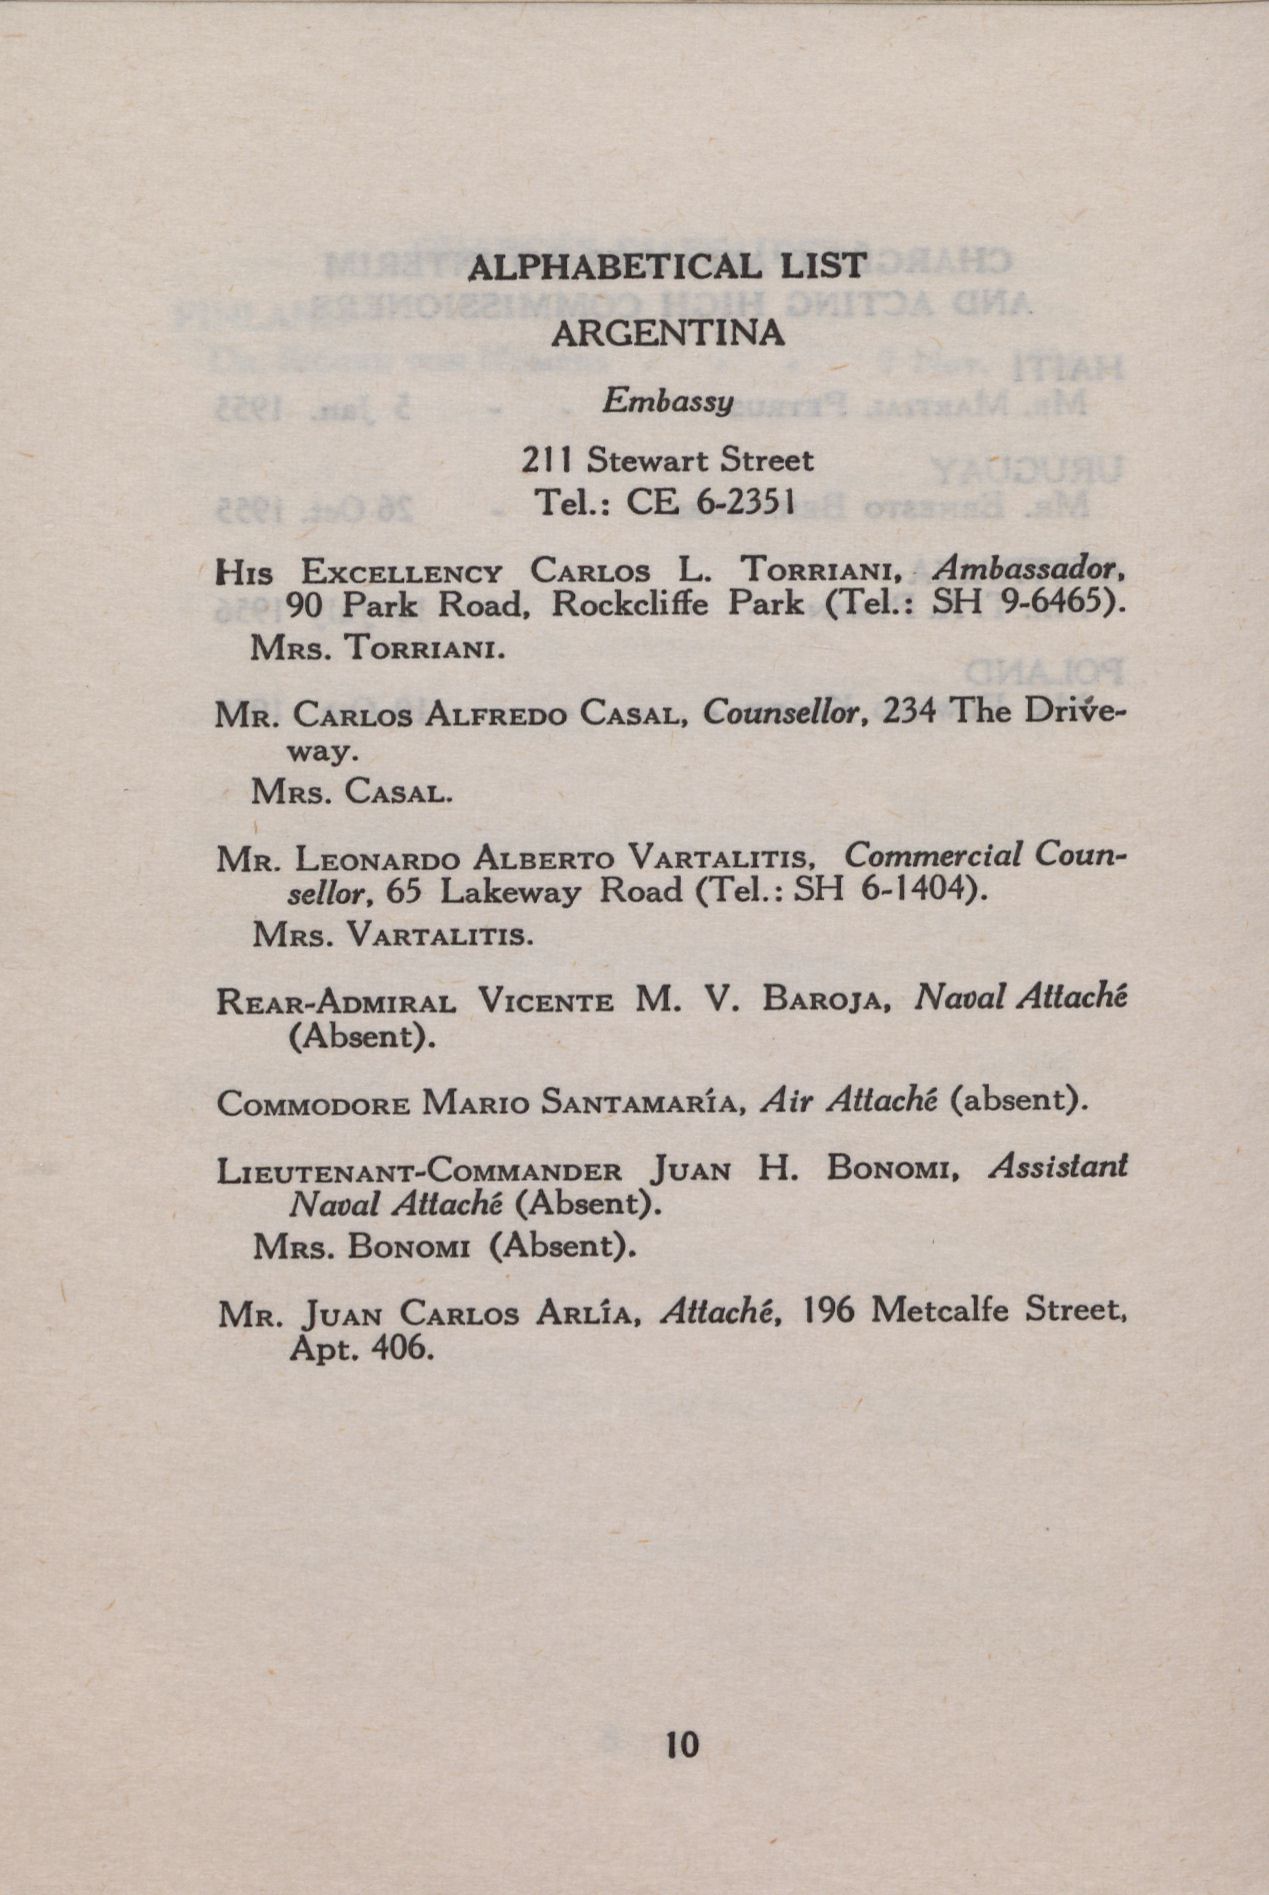 ALPHABETICAL LIST
ARGENTINA
Embassy
211 Stewart Street
Tel.: CE 6-2351
HIS EXCELLENCY CARLOS L. TORRIANI, Ambassador,
90 Park Road, Rockcliffe Park (Tel.: SH 9-6465).
MRS. TORRIANI.
MR. CARLOS ALFREDO CASAL, Counsellor, 234 The Drive-
way.
MRS. CASAL.
MR. LEONARDO ALBERTO VARTALITIS, Commercial Coun-
sellor, 65 Lakeway Road (Tel.: SH 6-1404).
MRS. VARTALITIS.
REAR-ADMIRAL VICENTE M. V. BAROJA, Naval Attaché
(Absent).
COMMODORE MARIO SANTAMARÍA, Air Attaché (absent).
LIEUTENANT-COMMANDER JUAN H. BONOMI, Assistant
Naval Attaché (Absent).
MRS. BONOMI (Absent).
MR. JUAN CARLOS ARLÍA, Attaché, 196 Metcalfe Street,
Apt. 406.
10